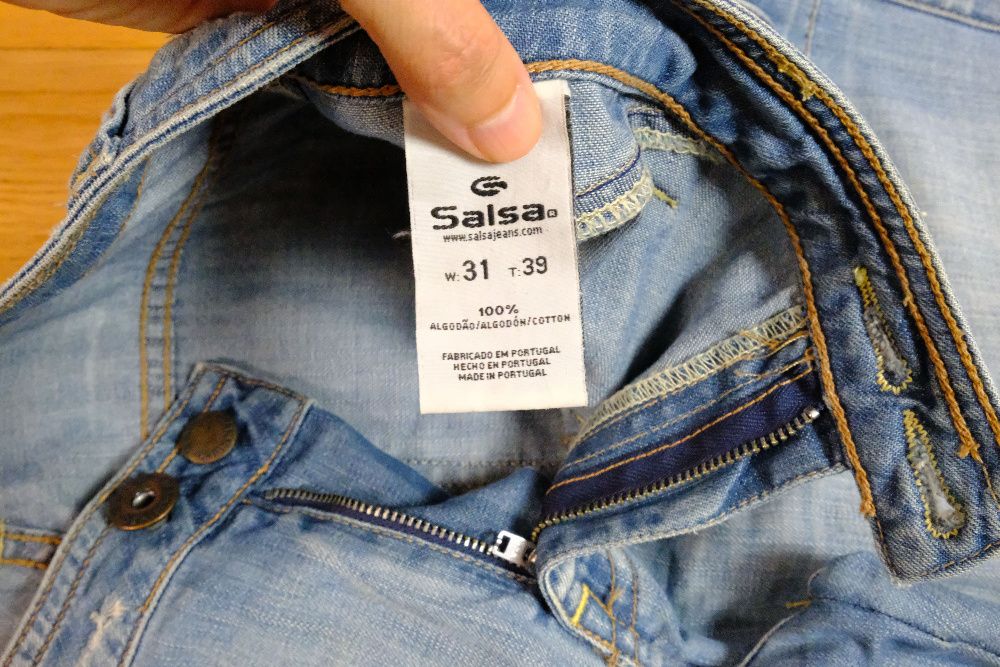 Salsa®
www.salsajeans.com
W: 31 T: 39
100%
ALGODÃO/ALGODÓN/COTTON
FABRICADO EM PORTUGAL
HECHO EN PORTUGAL
MADE IN PORTUGAL